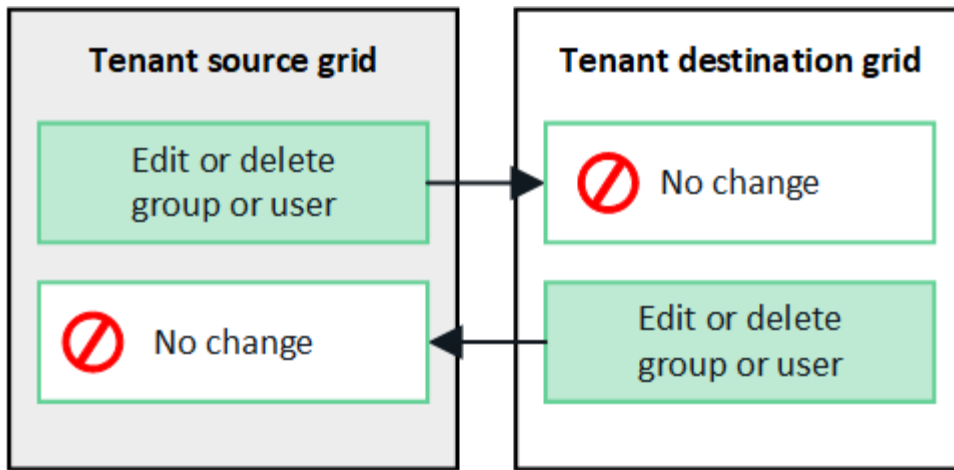 Tenant source grid
Edit or delete
group or user
No change
Tenant destination grid
No change
Edit or delete
group or user